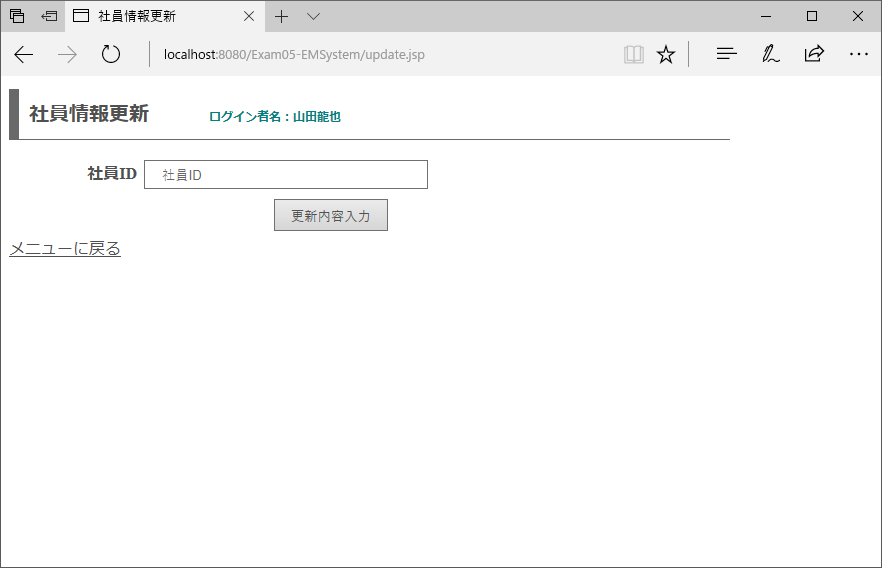 社員情報更新
localhost:8080/Exam05-EMSystem/update.jsp
社員情報更新 ログイン者名：山田龍也
社員ID 社員ID
更新内容入力
メニューに戻る